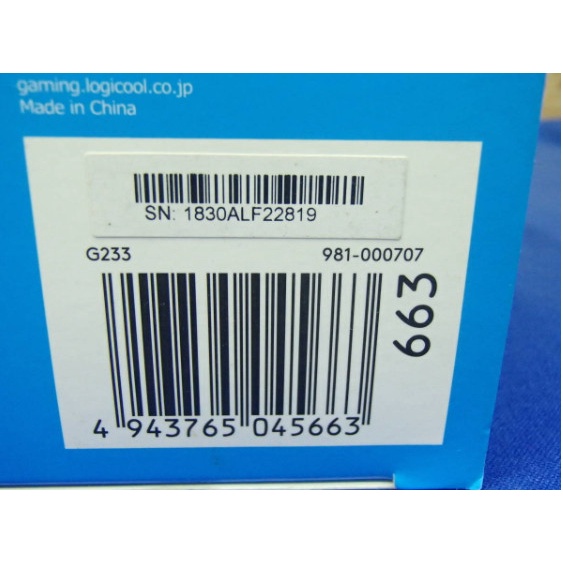 gaming.logicool.co.jp
Made in China
SN: 1830ALF22819
G233 981-000707
663
4 943765 045663